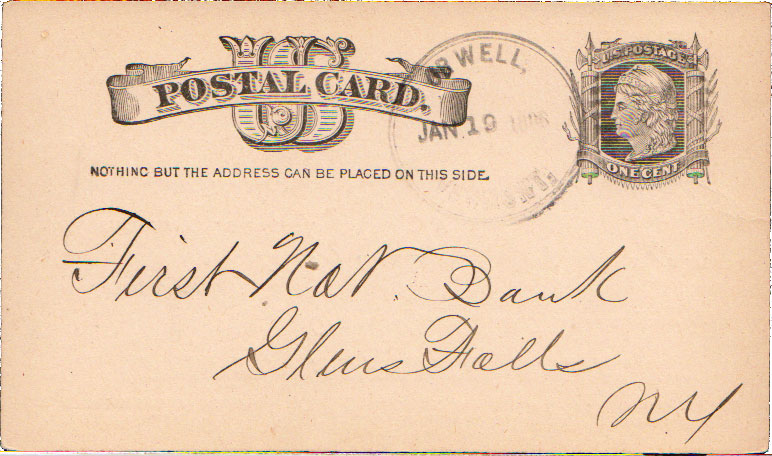 US
POSTAL CARD.
U.S. POSTAGE
ONE CENT
NOTHING BUT THE ADDRESS CAN BE PLACED ON THIS SIDE.
JAN 19
First Nat. Bank
Glens Falls
NY